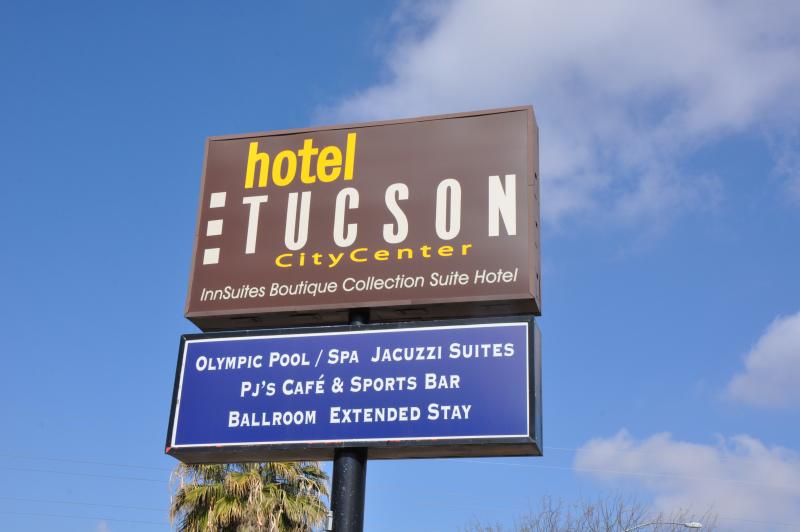 hotel
TUCSON
CityCenter
InnSuites Boutique Collection Suite Hotel
OLYMPIC POOL / SPA JACUZZI SUITES
PJ'S CAFÉ & SPORTS BAR
BALLROOM EXTENDED STAY